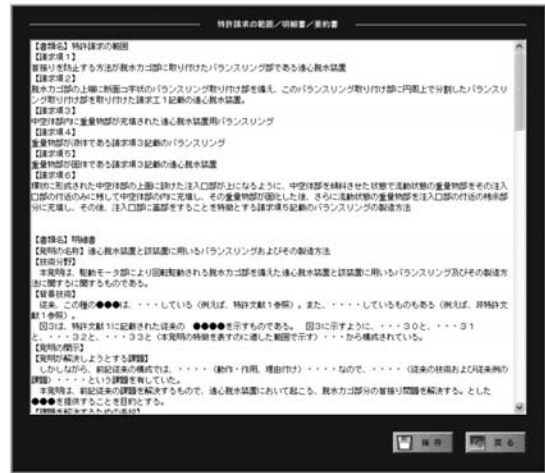 特許請求の範囲／明細書／要約書
【書類名】特許請求の範囲
【請求項１】
首振りを防止する方法が脱水カゴ部に取り付けたバランスリング部である遠心脱水装置
【請求項２】
脱水カゴ部の上端に断面コ字状のバランスリング取り付け部を備え、このバランスリング取り付け部に円周上で分割したバランスリ
ング取り付け部を取り付けた請求工１記載の遠心脱水装置。
【請求項３】
中空体部内に重量物部が充填された遠心脱水装置用バランスリング
【請求項４】
重量物部が液体である請求項３記載のバランスリング
【請求項５】
重量物部が固体である請求項３記載の遠心脱水装置
【請求項６】
環状に形成された中空体部の上面に設けた注入口部が上になるように、中空体部を傾斜させた状態で流動状態の重量物部をその注入
口部の付近のみに残して中空体部の内に充填し、その重量物部が固化した後、さらに流動状態の重量物部を注入口部の付近の残余部
分に充填し、その後、注入口部に蓋部をすることを特徴とする請求項５記載のバランスリングの製造方法
【書類名】明細書
【発明の名称】遠心脱水装置と該装置に用いるバランスリングおよびその製造方法
【技術分野】
本発明は、駆動モータ部により回転駆動される脱水カゴ部を備えた遠心脱水装置と該装置に用いるバランスリング及びその製造方
法に関するに関するものである。
【背景技術】
従来、この種の●●●は、・・・・している（例えば、特許文献１参照）。また、・・・・しているものもある（例えば、非特許文
献１参照）。
図３は、特許文献１に記載された従来の　●●●●を示すものである。　図３に示すように、・・・・３０と、・・・・３１
と、・・・・３２と、・・・・３３と（本発明の特徴を表すのに適した範囲で示す）・・・から構成されている。
【発明の開示】
【発明が解決しようとする課題】
しかしながら、前記従来の構成では、・・・・（動作・作用、理由付け）・・・・なので、・・・・（従来の技術および従来例の
課題）・・・・という課題を有していた。
本発明は、前記従来の課題を解決するもので、遠心脱水装置において起こる、脱水カゴ部分の首振り問題を解決する。とした
●●●を提供することを目的とする。
【課題を解決するための手段】
保存
戻る